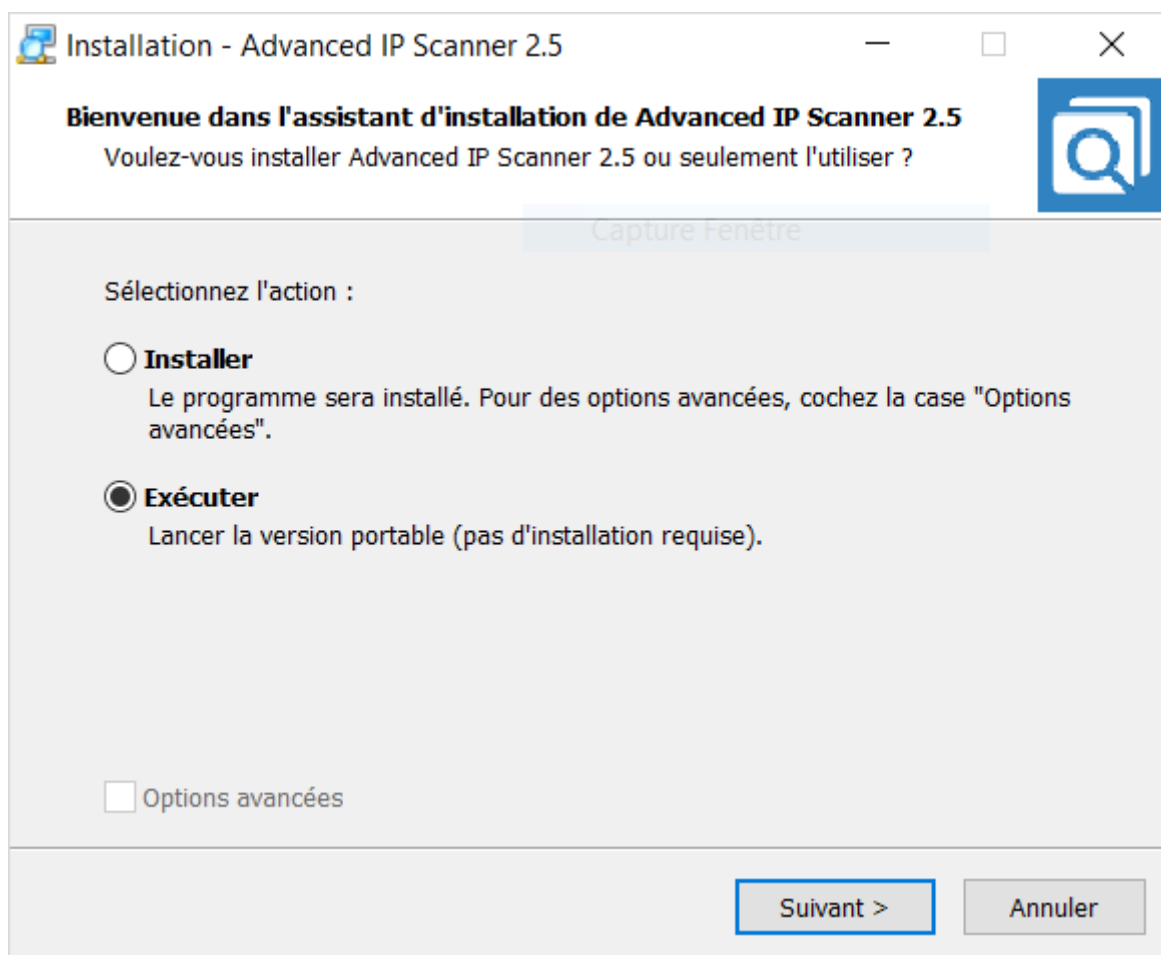 Installation - Advanced IP Scanner 2.5
Bienvenue dans l'assistant d'installation de Advanced IP Scanner 2.5
Voulez-vous installer Advanced IP Scanner 2.5 ou seulement l'utiliser ?
Capture Fenêtre
Sélectionnez l'action :
Installer
Le programme sera installé. Pour des options avancées, cochez la case "Options
avancées".
Exécuter
Lancer la version portable (pas d'installation requise).
Options avancées
Suivant > Annuler